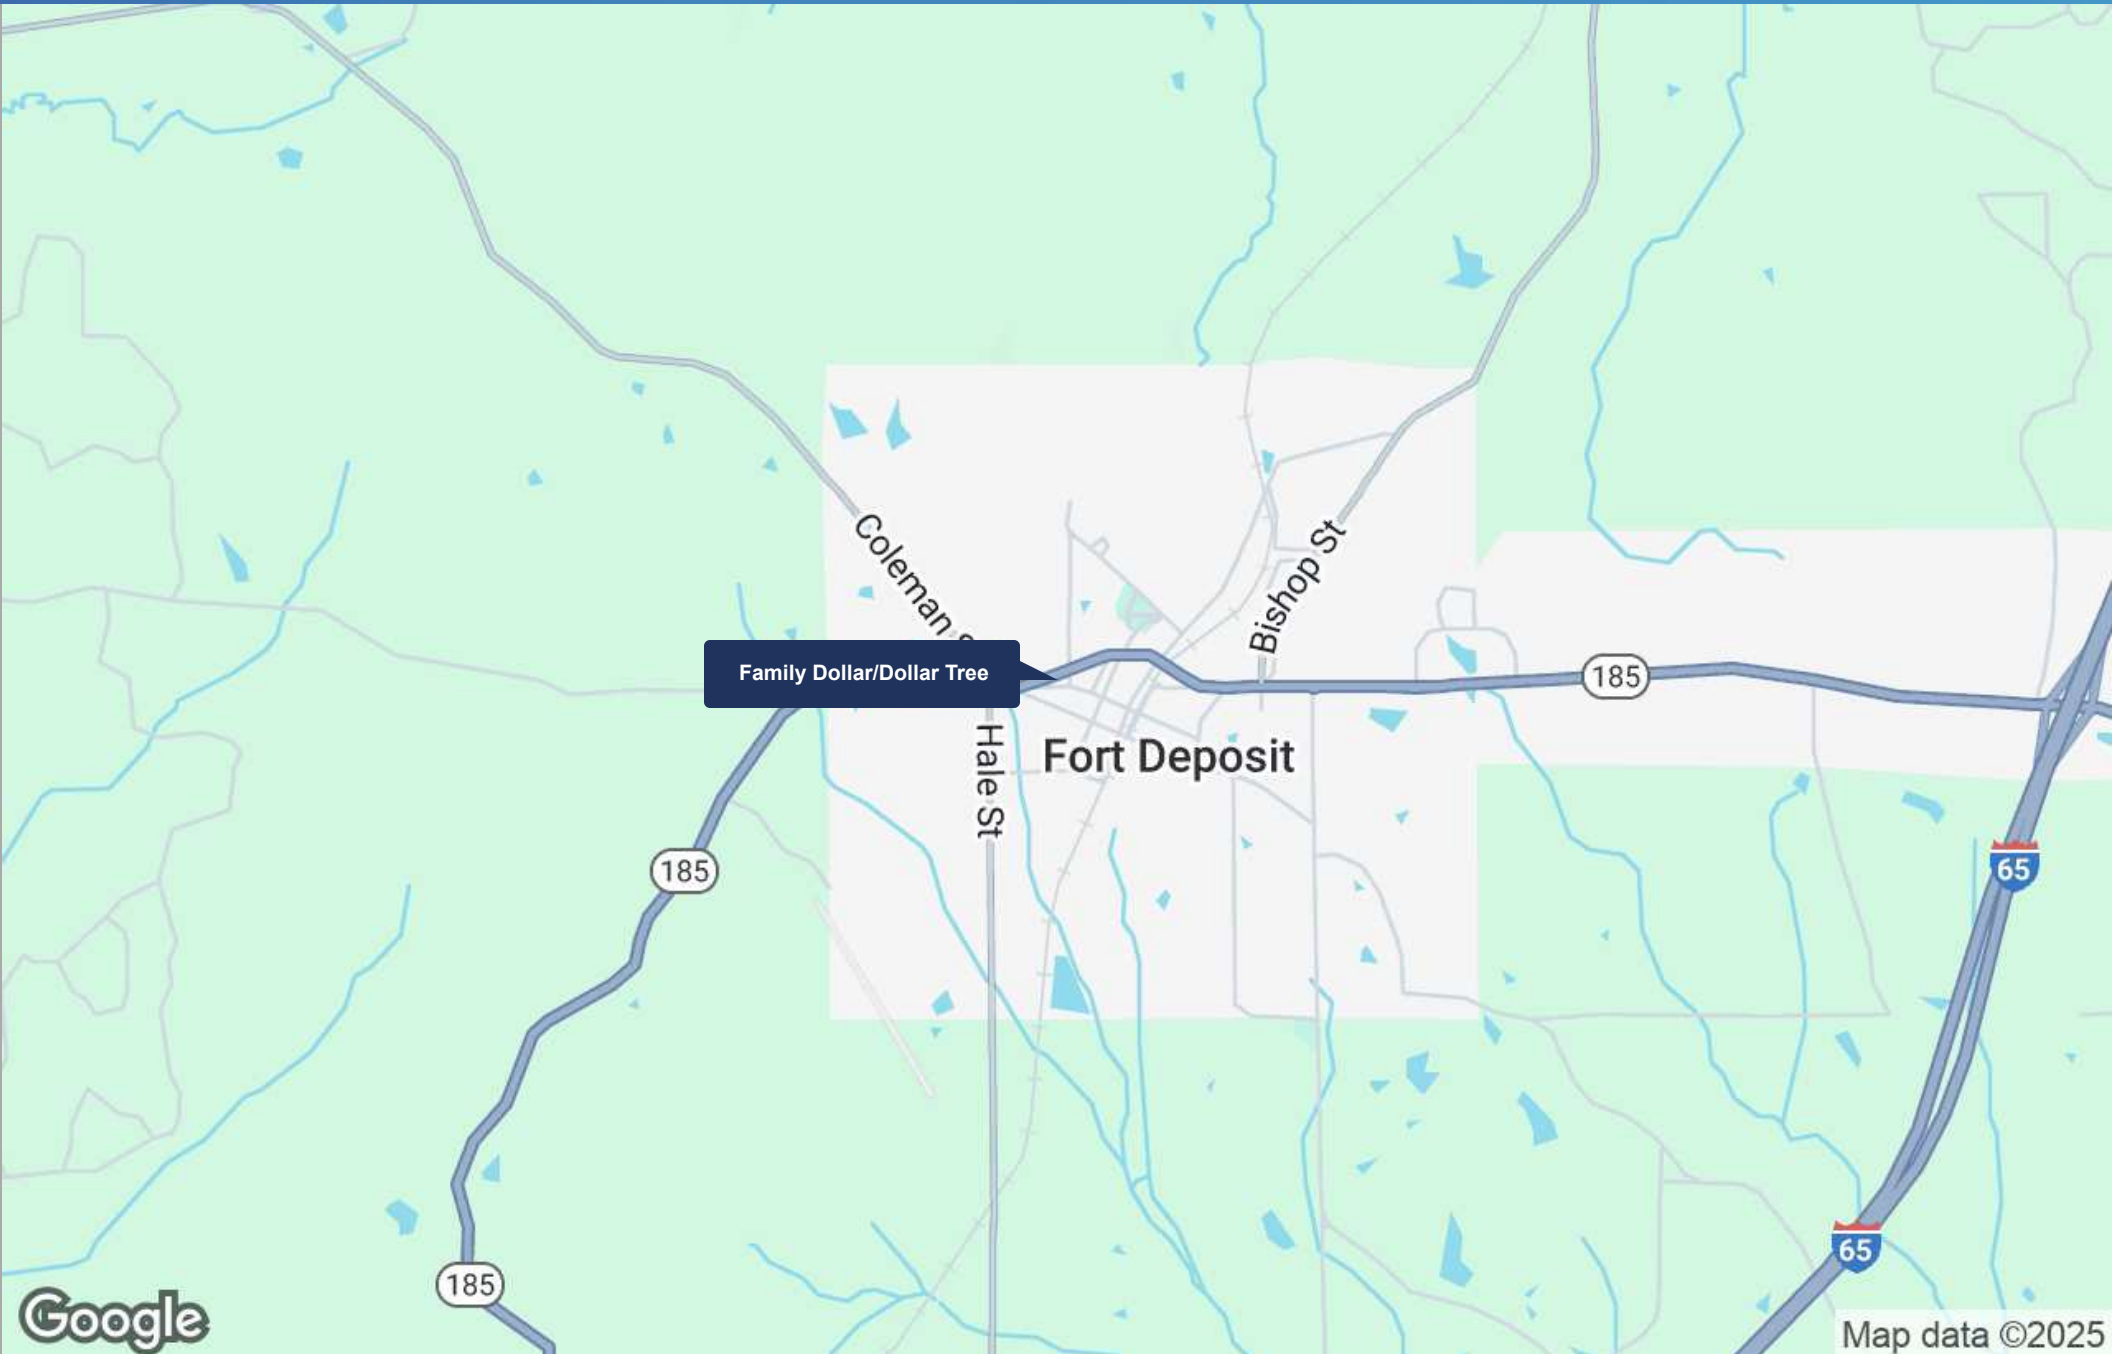 Coleman S
Bishop St
Family Dollar/Dollar Tree
185
Hale St
Fort Deposit
185
65
65
185
Google
Map data ©2025